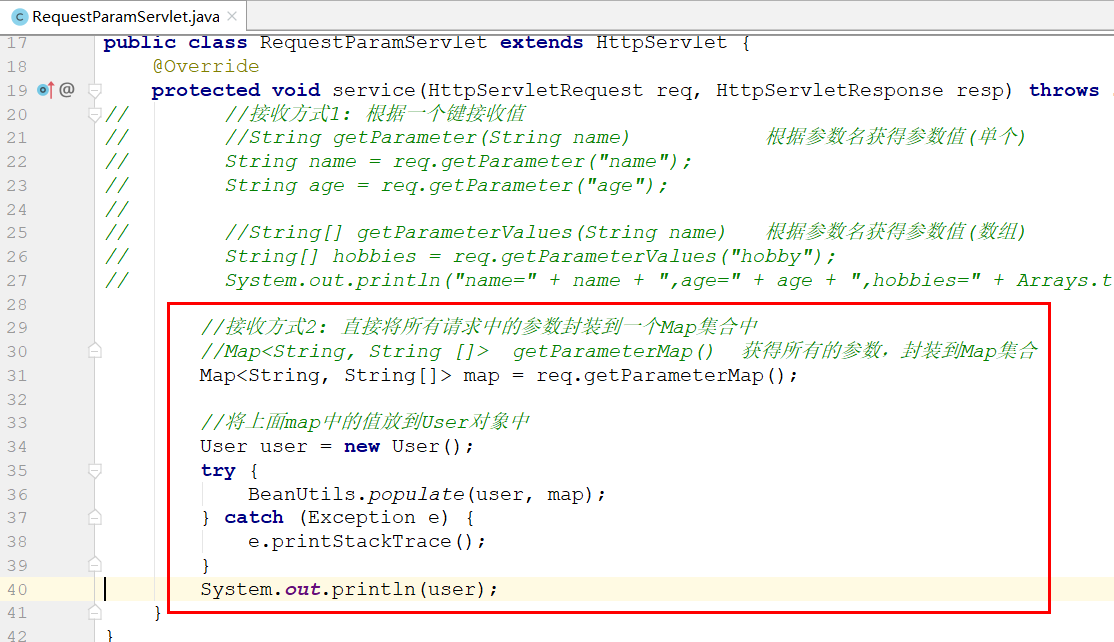 RequestParamServlet.java
17 public class RequestParamServlet extends HttpServlet {
18 @Override
19 protected void service(HttpServletRequest req, HttpServletResponse resp) throws
20 // //接收方式1: 根据一个键接收值
21 // //String getParameter(String name) 根据参数名获得参数值(单个)
22 // String name = req.getParameter("name");
23 // String age = req.getParameter("age");
24 //
25 // //String[] getParameterValues(String name) 根据参数名获得参数值(数组)
26 // String[] hobbies = req.getParameterValues("hobby");
27 // System.out.println("name=" + name + ",age=" + age + ",hobbies=" + Arrays.t
28
29 //接收方式2: 直接将所有请求中的参数封装到一个Map集合中
30 //Map<String, String []> getParameterMap() 获得所有的参数，封装到Map集合
31 Map<String, String[]> map = req.getParameterMap();
32
33 //将上面map中的值放到User对象中
34 User user = new User();
35 try {
36 BeanUtils.populate(user, map);
37 } catch (Exception e) {
38 e.printStackTrace();
39 }
40 System.out.println(user);
41 }
42 }